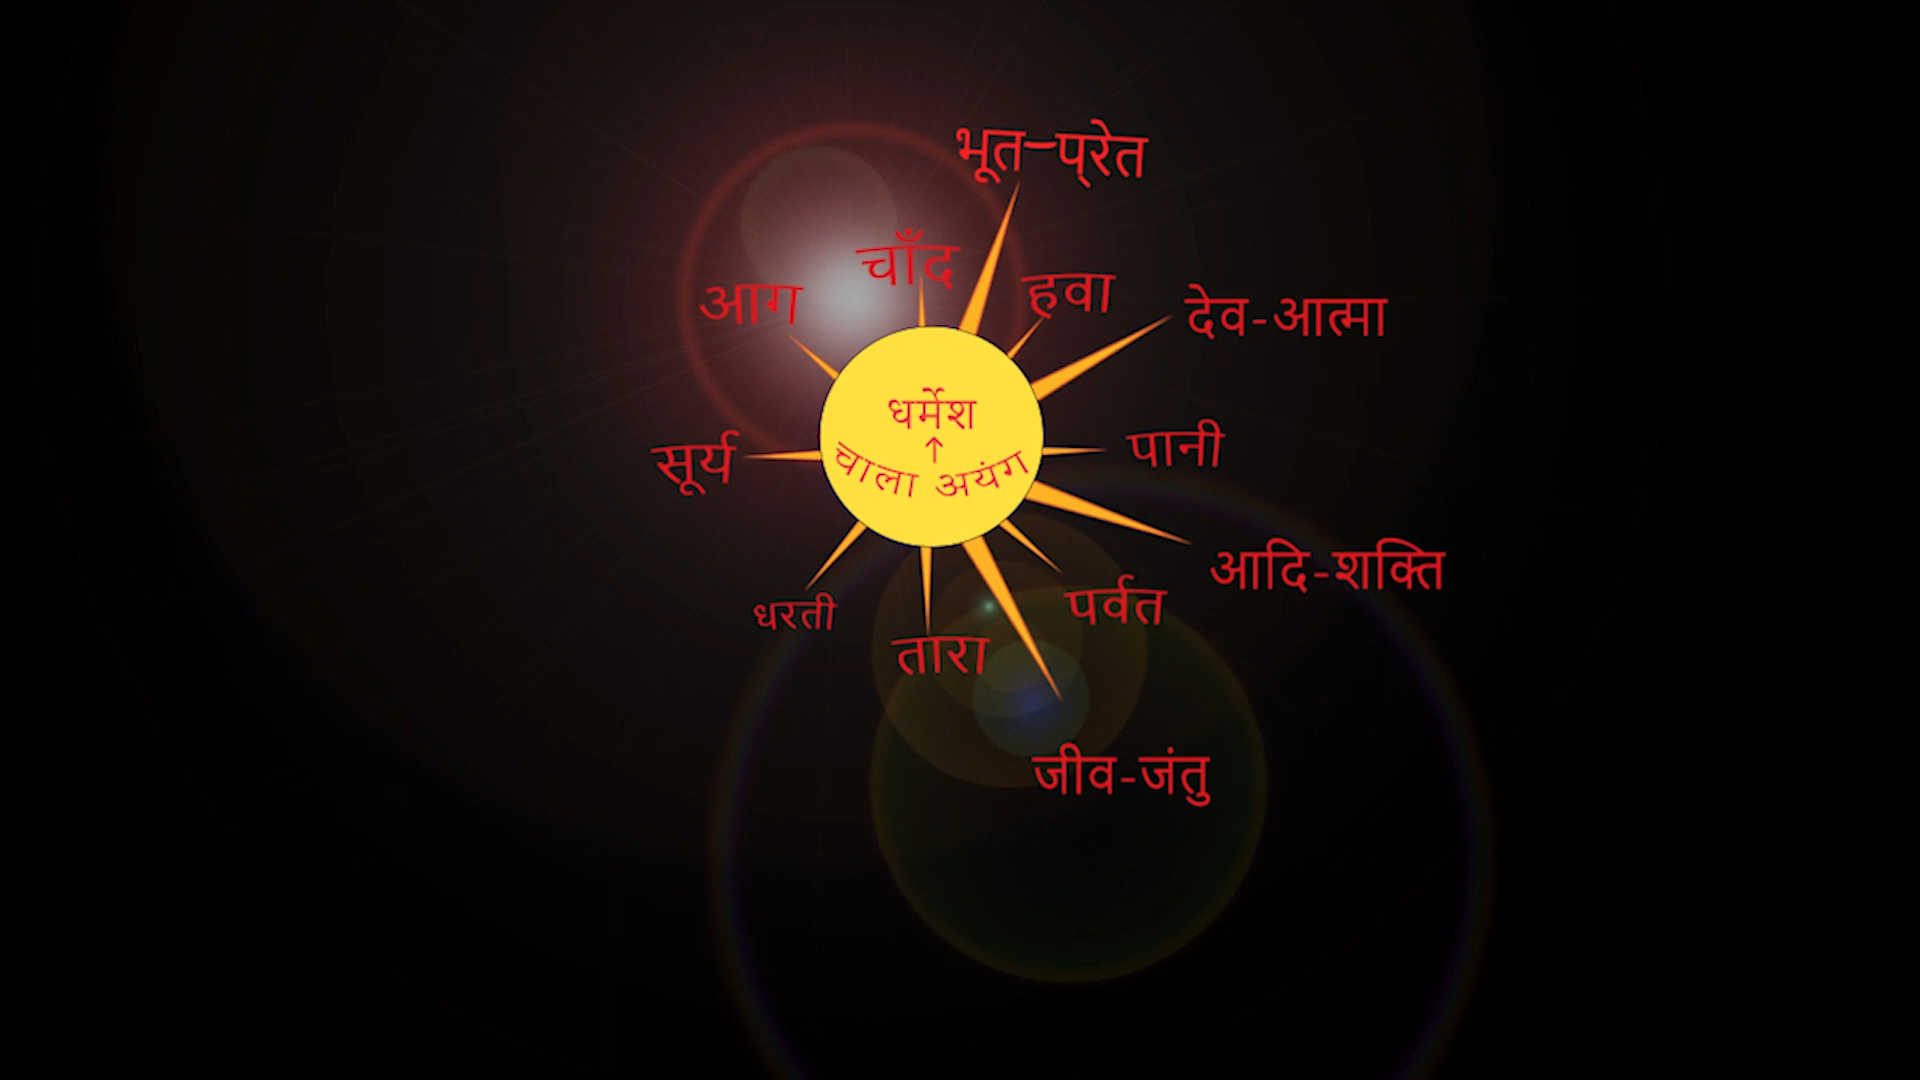 भूत-प्रेत
चाँद
आग
हवा
देव-आत्मा
धर्मेश
↑
चाला अयंग
सूर्य
पानी
आदि-शक्ति
धरती
पर्वत
तारा
जीव-जंतु